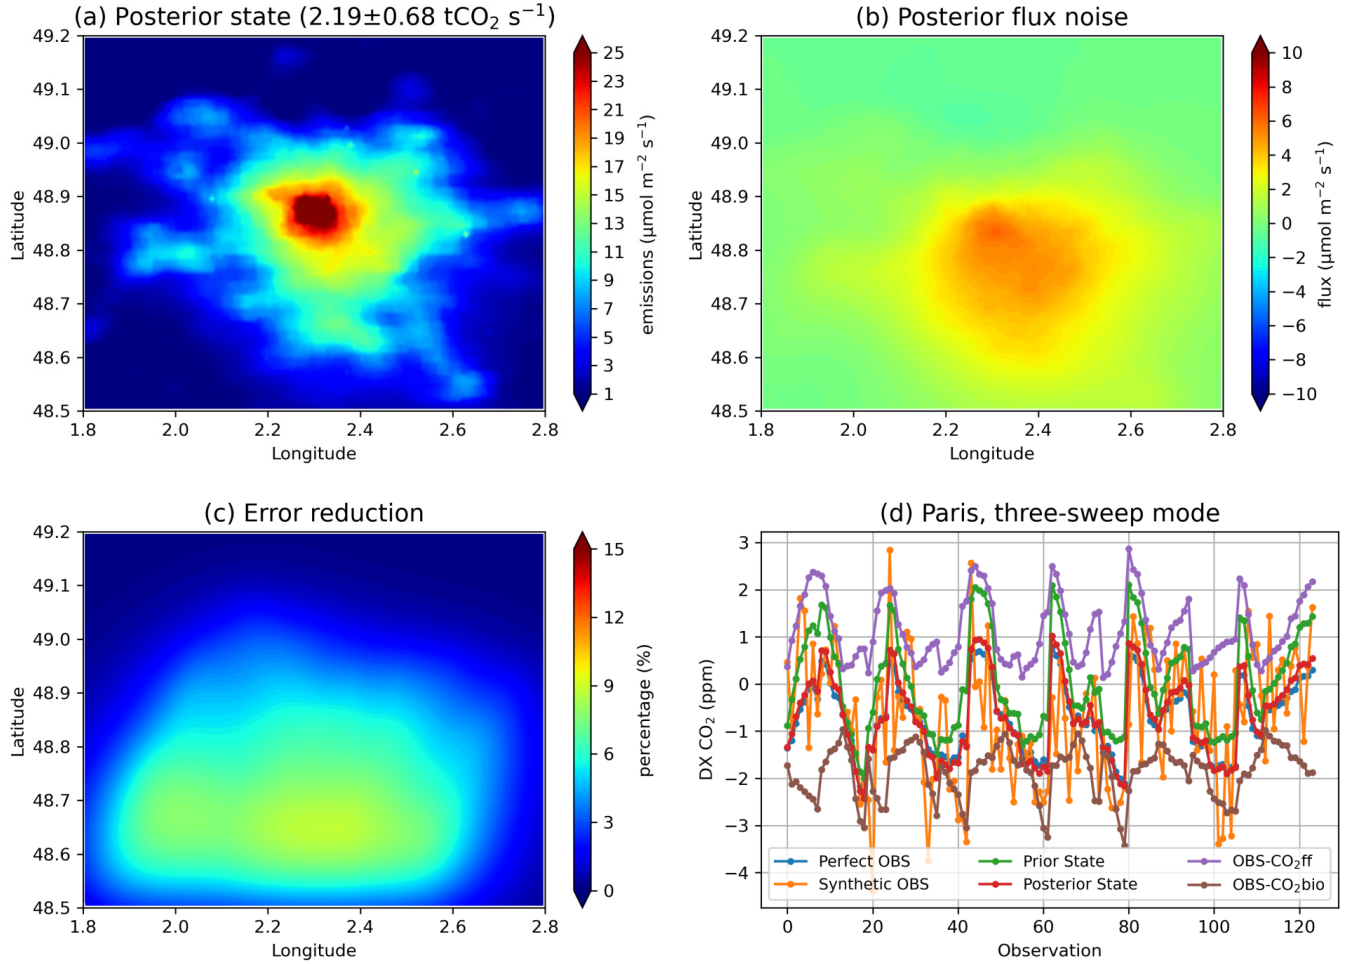 (a) Posterior state (2.19±0.68 tCO₂ s⁻¹)
49.2
49.1
49.0
48.9
48.8
48.7
48.6
48.5
Latitude
1.8 2.0 2.2 2.4 2.6 2.8
Longitude
25
23
21
19
17
15
13
11
9
7
5
3
1
emissions (μmol m⁻² s⁻¹)
(b) Posterior flux noise
49.2
49.1
49.0
48.9
48.8
48.7
48.6
48.5
Latitude
1.8 2.0 2.2 2.4 2.6 2.8
Longitude
10
8
6
4
2
0
−2
−4
−6
−8
−10
flux (μmol m⁻² s⁻¹)
(c) Error reduction
49.2
49.1
49.0
48.9
48.8
48.7
48.6
48.5
Latitude
1.8 2.0 2.2 2.4 2.6 2.8
Longitude
15
12
9
6
3
0
percentage (%)
(d) Paris, three-sweep mode
3
2
1
0
−1
−2
−3
−4
DX CO₂ (ppm)
Perfect OBS Prior State OBS-CO₂ff
Synthetic OBS Posterior State OBS-CO₂bio
0 20 40 60 80 100 120
Observation